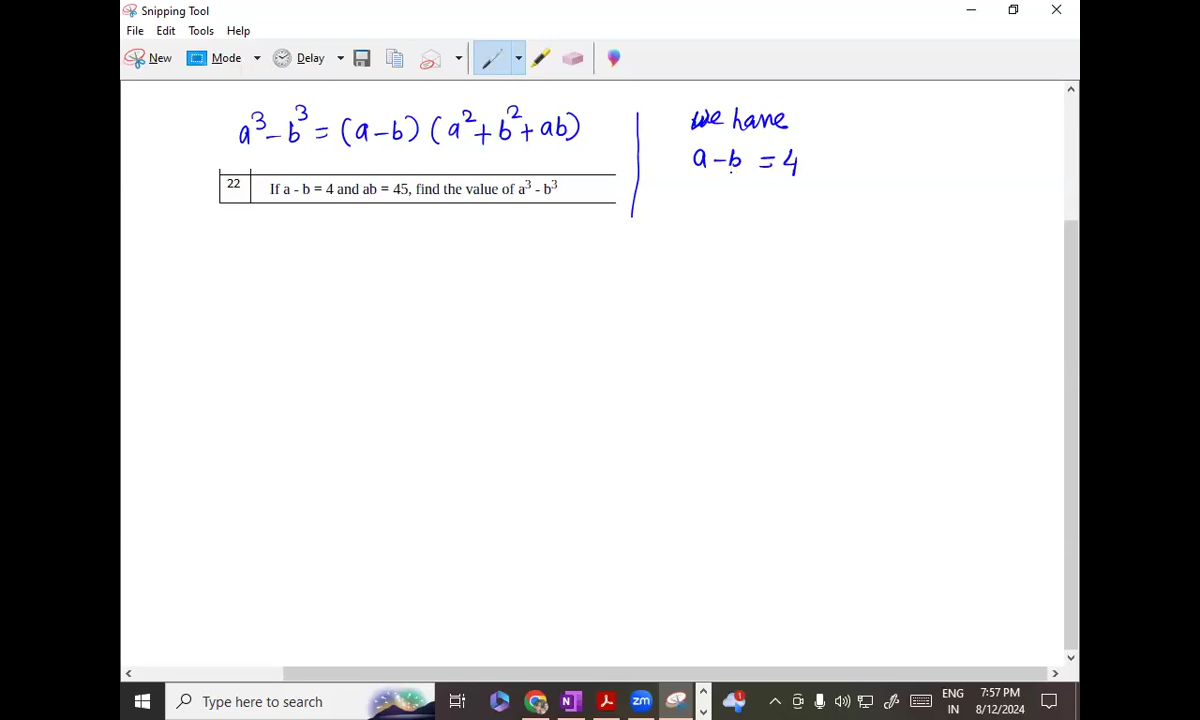 Snipping Tool
File Edit Tools Help
New Mode Delay
a³ - b³ = (a - b) (a² + b² + ab)
we have
a - b = 4
22 If a - b = 4 and ab = 45, find the value of a³ - b³
Type here to search
ENG
IN
7:57 PM
8/12/2024